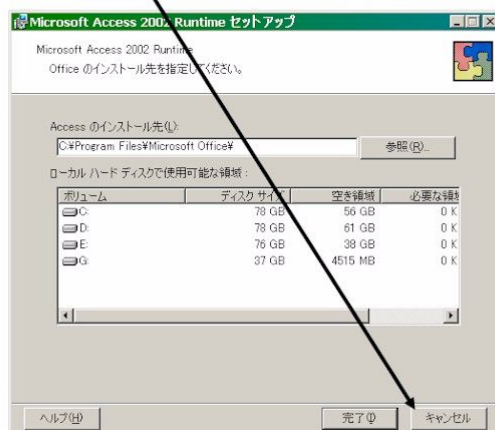 Microsoft Access 2002 Runtime セットアップ
Microsoft Access 2002 Runtime
Office のインストール先を指定してください。
Access のインストール先(L):
C:¥Program Files¥Microsoft Office¥
参照(R)...
ローカル ハード ディスクで使用可能な領域:
ボリューム ディスク サイズ 空き領域 必要な領域
C: 78 GB 56 GB 0 K
D: 78 GB 61 GB 0 K
E: 76 GB 38 GB 0 K
G: 37 GB 4515 MB 0 K
ヘルプ(H) 完了(I) キャンセル